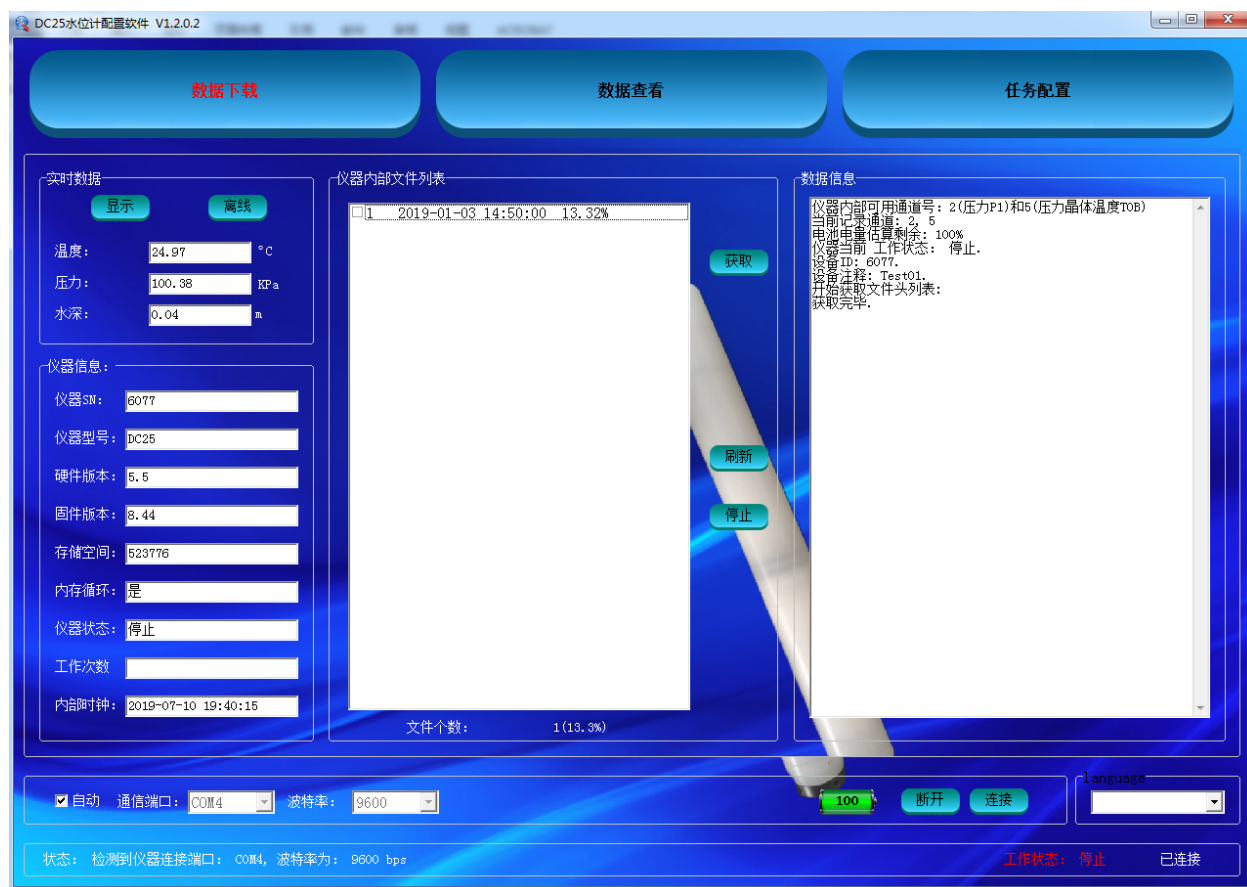 DC25水位计配置软件 V1.2.0.2
数据下载
数据查看
任务配置
实时数据
显示
离线
温度： 24.97 °C
压力： 100.38 KPa
水深： 0.04 m
仪器信息：
仪器SN： 6077
仪器型号： DC25
硬件版本： 5.5
固件版本： 8.44
存储空间： 523776
内存循环： 是
仪器状态： 停止
工作次数
内部时钟： 2019-07-10 19:40:15
仪器内部文件列表
1 2019-01-03 14:50:00 13.32%
获取
刷新
停止
文件个数： 1(13.3%)
数据信息
仪器内部可用通道号：2(压力P1)和5(压力晶体温度TOB)
当前记录通道：2, 5
电池电量估算剩余：100%
仪器当前 工作状态： 停止.
设备ID：6077.
设备注释：Test01.
开始获取文件头列表：
获取完毕.
自动 通信端口： COM4 波特率： 9600
100
断开
连接
language
状态： 检测到仪器连接端口： COM4, 波特率为： 9600 bps
工作状态： 停止
已连接